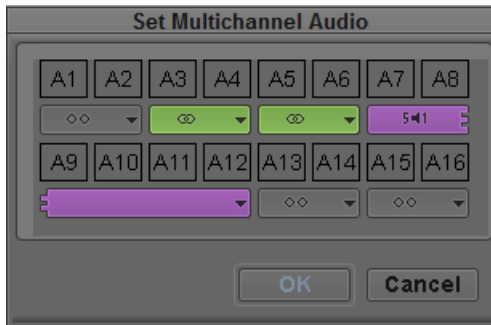 Set Multichannel Audio
A1 A2 A3 A4 A5 A6 A7 A8
5 1
A9 A10 A11 A12 A13 A14 A15 A16
OK Cancel